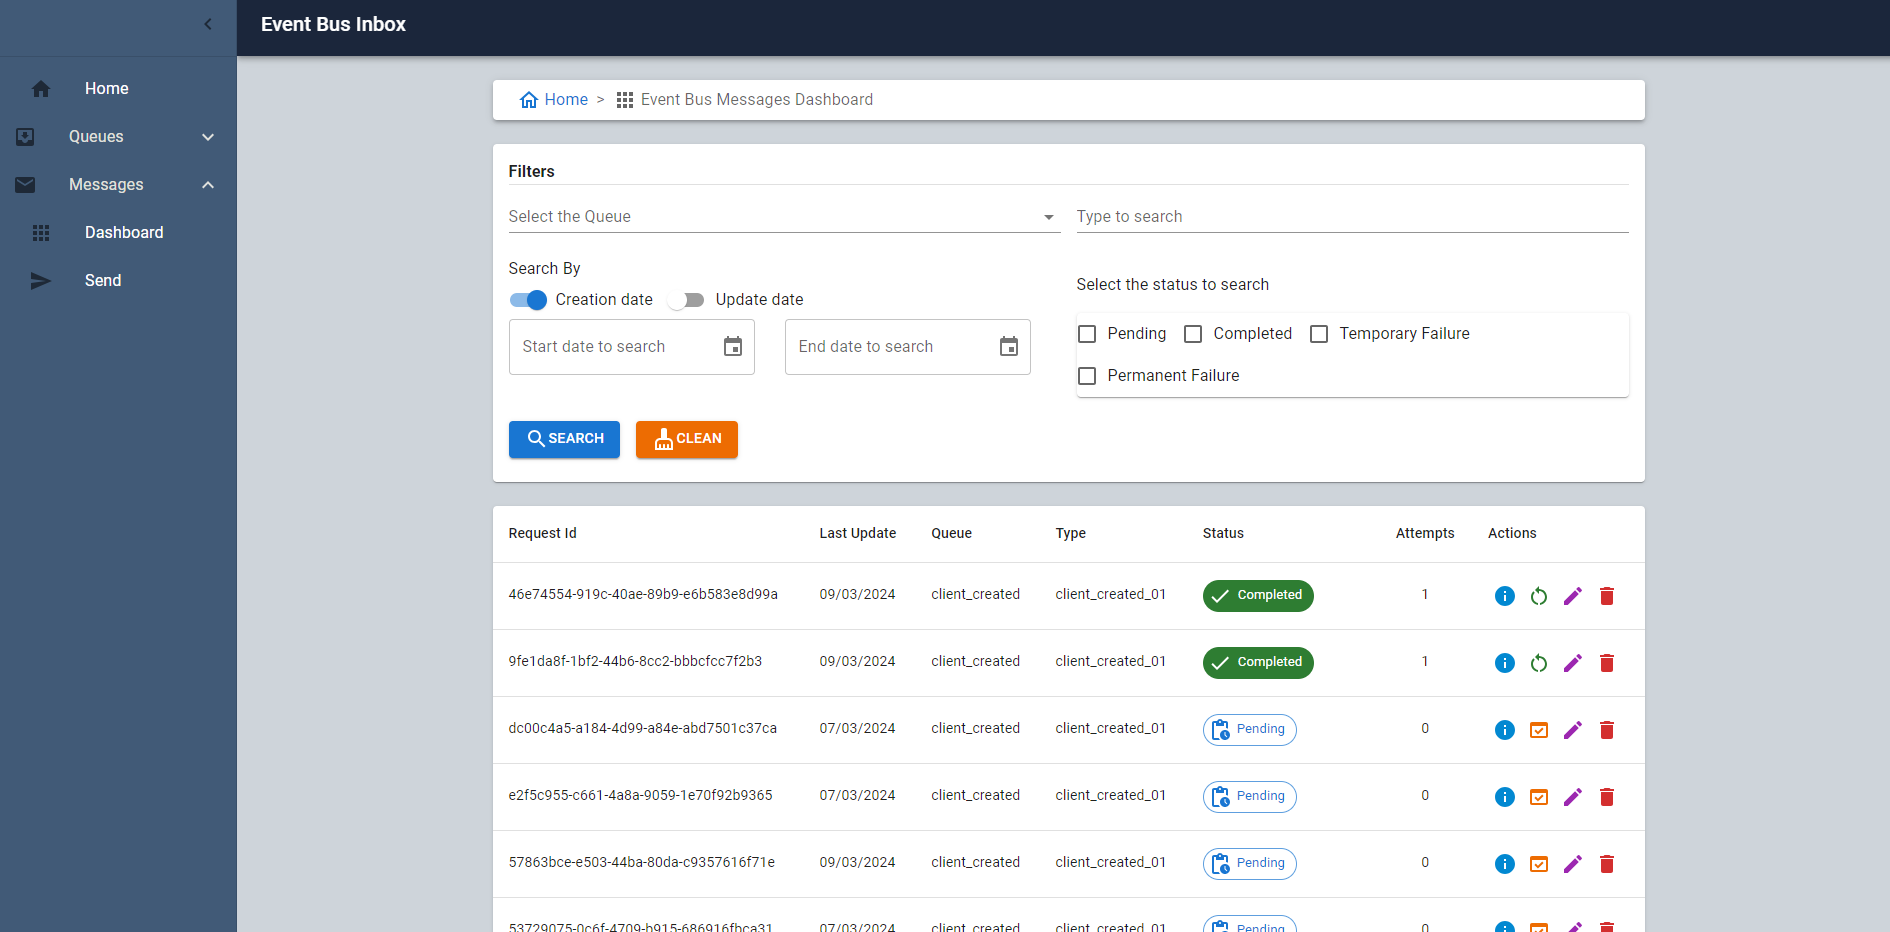 Event Bus Inbox
Home
Queues
Messages
Dashboard
Send
Home > Event Bus Messages Dashboard
Filters
Select the Queue
Type to search
Search By
Creation date Update date
Start date to search End date to search
Select the status to search
Pending Completed Temporary Failure
Permanent Failure
SEARCH CLEAN
Request Id Last Update Queue Type Status Attempts Actions
46e74554-919c-40ae-89b9-e6b583e8d99a 09/03/2024 client_created client_created_01 Completed 1
9fe1da8f-1bf2-44b6-8cc2-bbbcfcc7f2b3 09/03/2024 client_created client_created_01 Completed 1
dc00c4a5-a184-4d99-a84e-abd7501c37ca 07/03/2024 client_created client_created_01 Pending 0
e2f5c955-c661-4a8a-9059-1e70f92b9365 07/03/2024 client_created client_created_01 Pending 0
57863bce-e503-44ba-80da-c9357616f71e 09/03/2024 client_created client_created_01 Pending 0
53729075-0c6f-4709-b915-686916fbca31 07/03/2024 client_created client_created_01 Pending 0